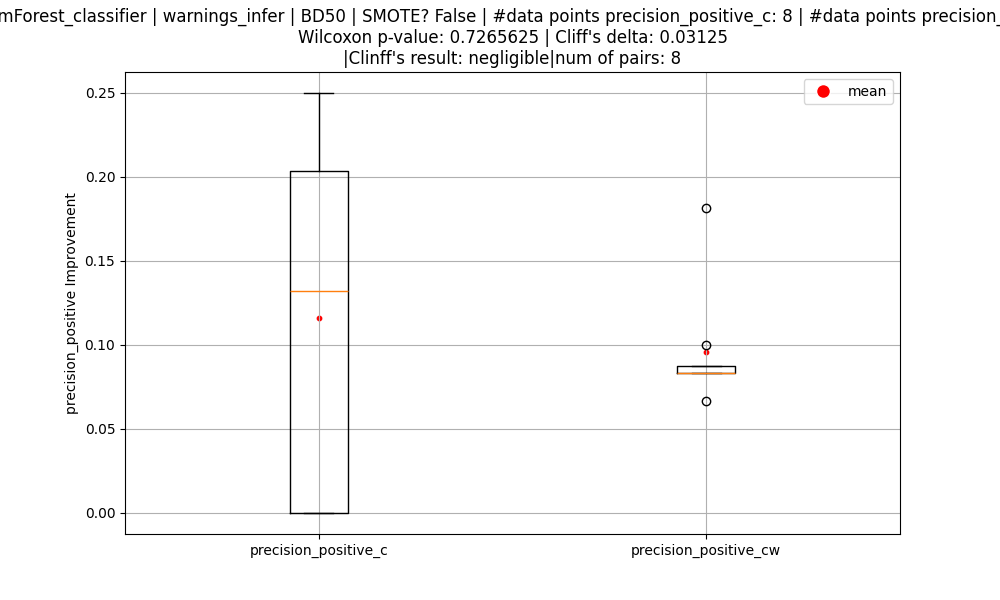 mForest_classifier | warnings_infer | BD50 | SMOTE? False | #data points precision_positive_c: 8 | #data points precision_
Wilcoxon p-value: 0.7265625 | Cliff's delta: 0.03125
|Clinff's result: negligible|num of pairs: 8
mean
0.25
0.20
0.15
0.10
0.05
0.00
precision_positive Improvement
precision_positive_c
precision_positive_cw